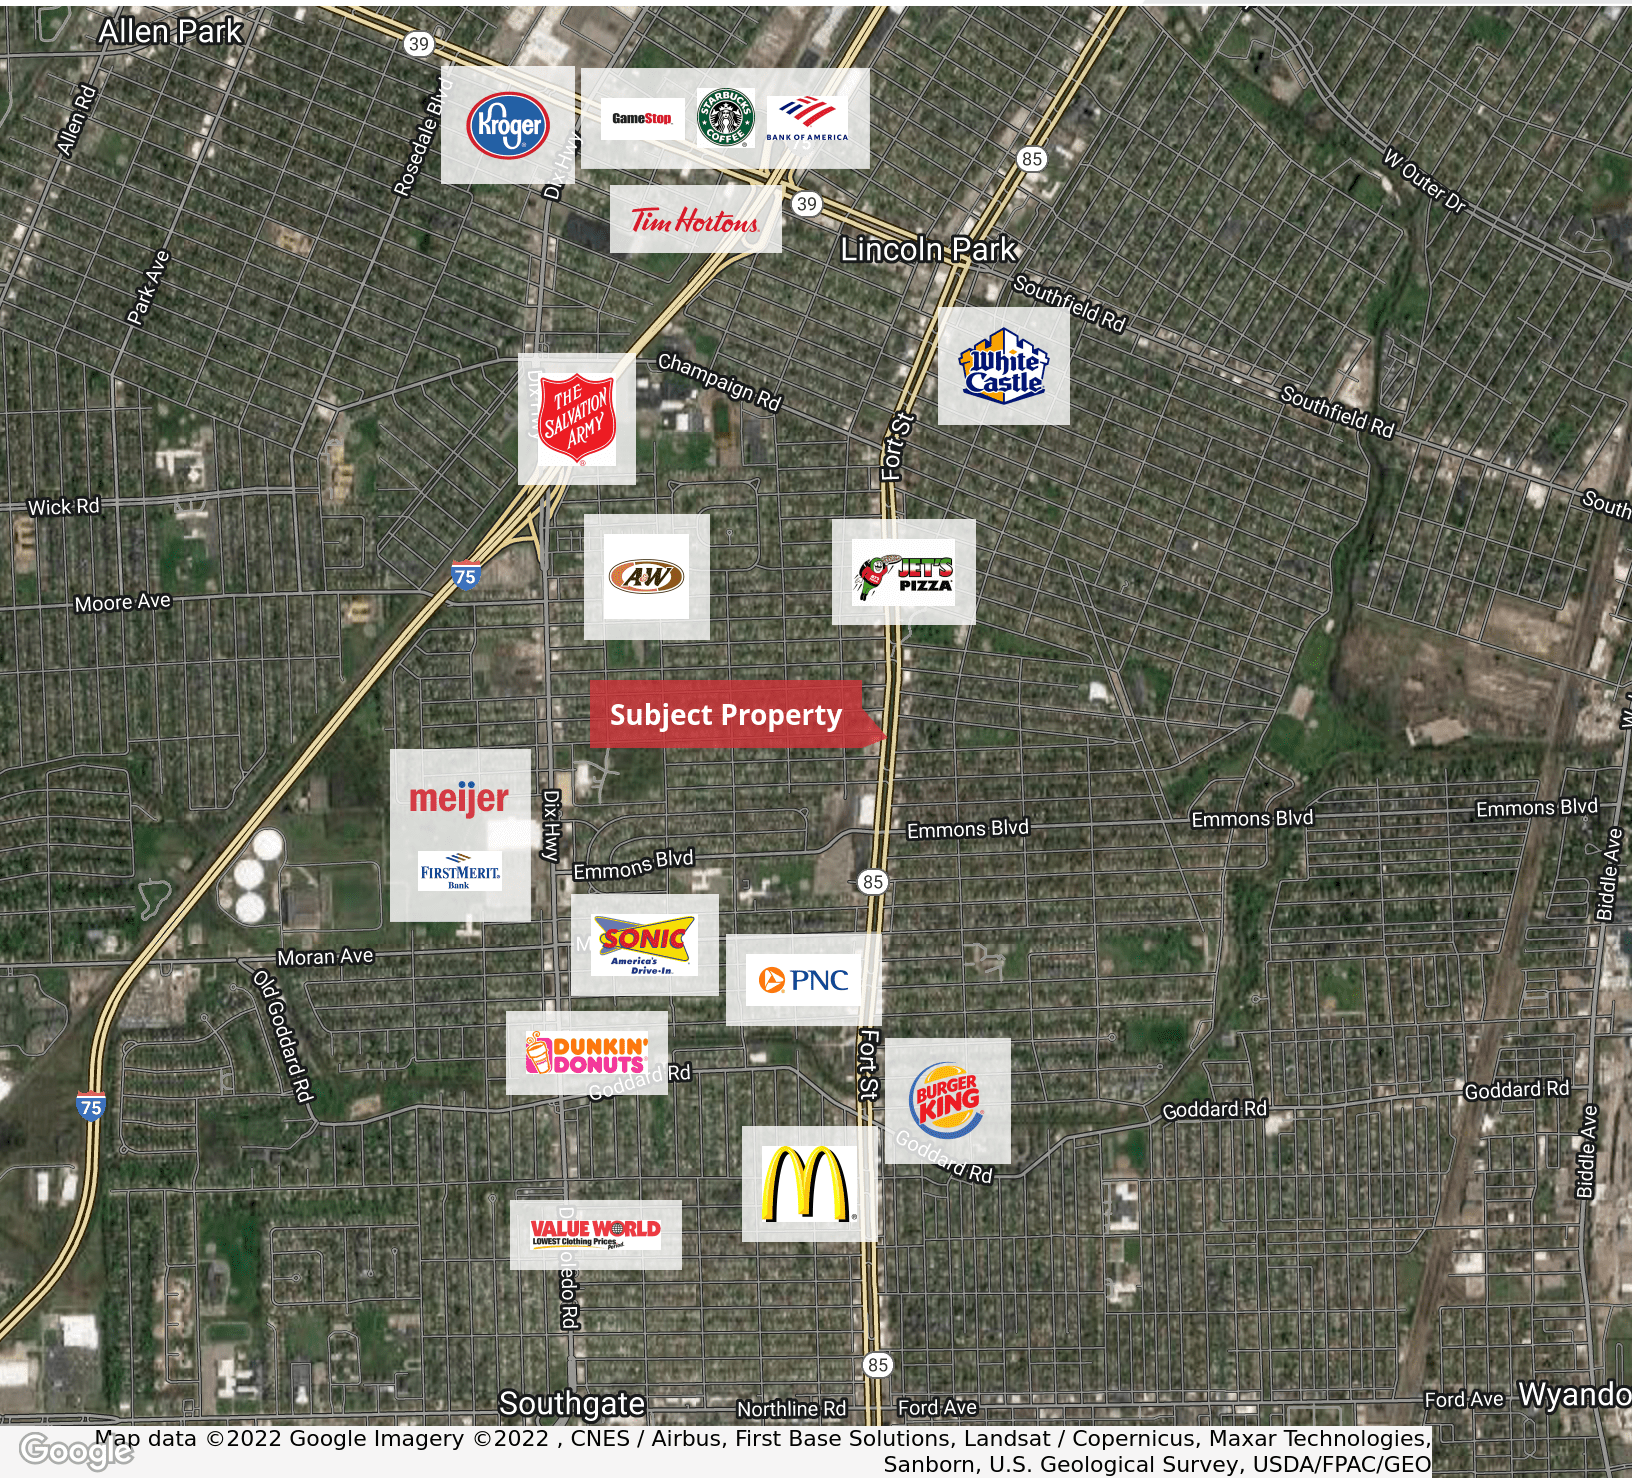 Allen Park
39
Allen Rd
Rosedale Blvd
Kroger
Dix Hwy
GameStop
STARBUCKS
COFFEE
BANK OF AMERICA
75
85
W Outer Dr
39
Tim Hortons
Lincoln Park
Park Ave
Southfield Rd
White
Castle
Champaign Rd
Dix Hwy
THE
SALVATION
ARMY
Southfield Rd
Fort St
Wick Rd
South
A&W
JET'S
PIZZA
75
Moore Ave
Subject Property
meijer
FIRSTMERIT
Bank
Dix Hwy
Emmons Blvd
Emmons Blvd
Emmons Blvd
Emmons Blvd
85
Biddle Ave
SONIC
America's
Drive-In
PNC
Moran Ave
Old Goddard Rd
DUNKIN'
DONUTS
Goddard Rd
Fort St
BURGER
KING
75
Goddard Rd
Goddard Rd
Goddard Rd
Biddle Ave
VALUE WORLD
LOWEST Clothing Prices
Period.
85
Southgate
Northline Rd
Ford Ave
Ford Ave
Wyando
Google
Map data ©2022 Google Imagery ©2022 , CNES / Airbus, First Base Solutions, Landsat / Copernicus, Maxar Technologies,
Sanborn, U.S. Geological Survey, USDA/FPAC/GEO